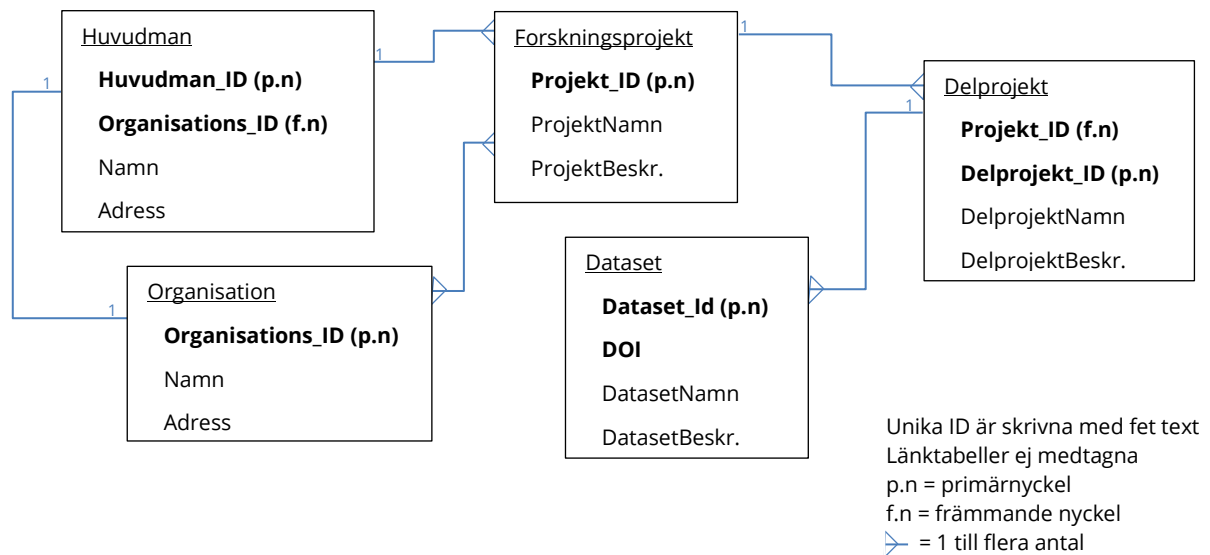 Huvudman
Huvudman_ID (p.n)
Organisations_ID (f.n)
Namn
Adress
1
1
Forskningsprojekt
Projekt_ID (p.n)
ProjektNamn
ProjektBeskr.
1
Delprojekt
Projekt_ID (f.n)
Delprojekt_ID (p.n)
DelprojektNamn
DelprojektBeskr.
1
Organisation
Organisations_ID (p.n)
Namn
Adress
1
Dataset
Dataset_Id (p.n)
DOI
DatasetNamn
DatasetBeskr.
Unika ID är skrivna med fet text
Länktabeller ej medtagna
p.n = primärnyckel
f.n = främmande nyckel
= 1 till flera antal